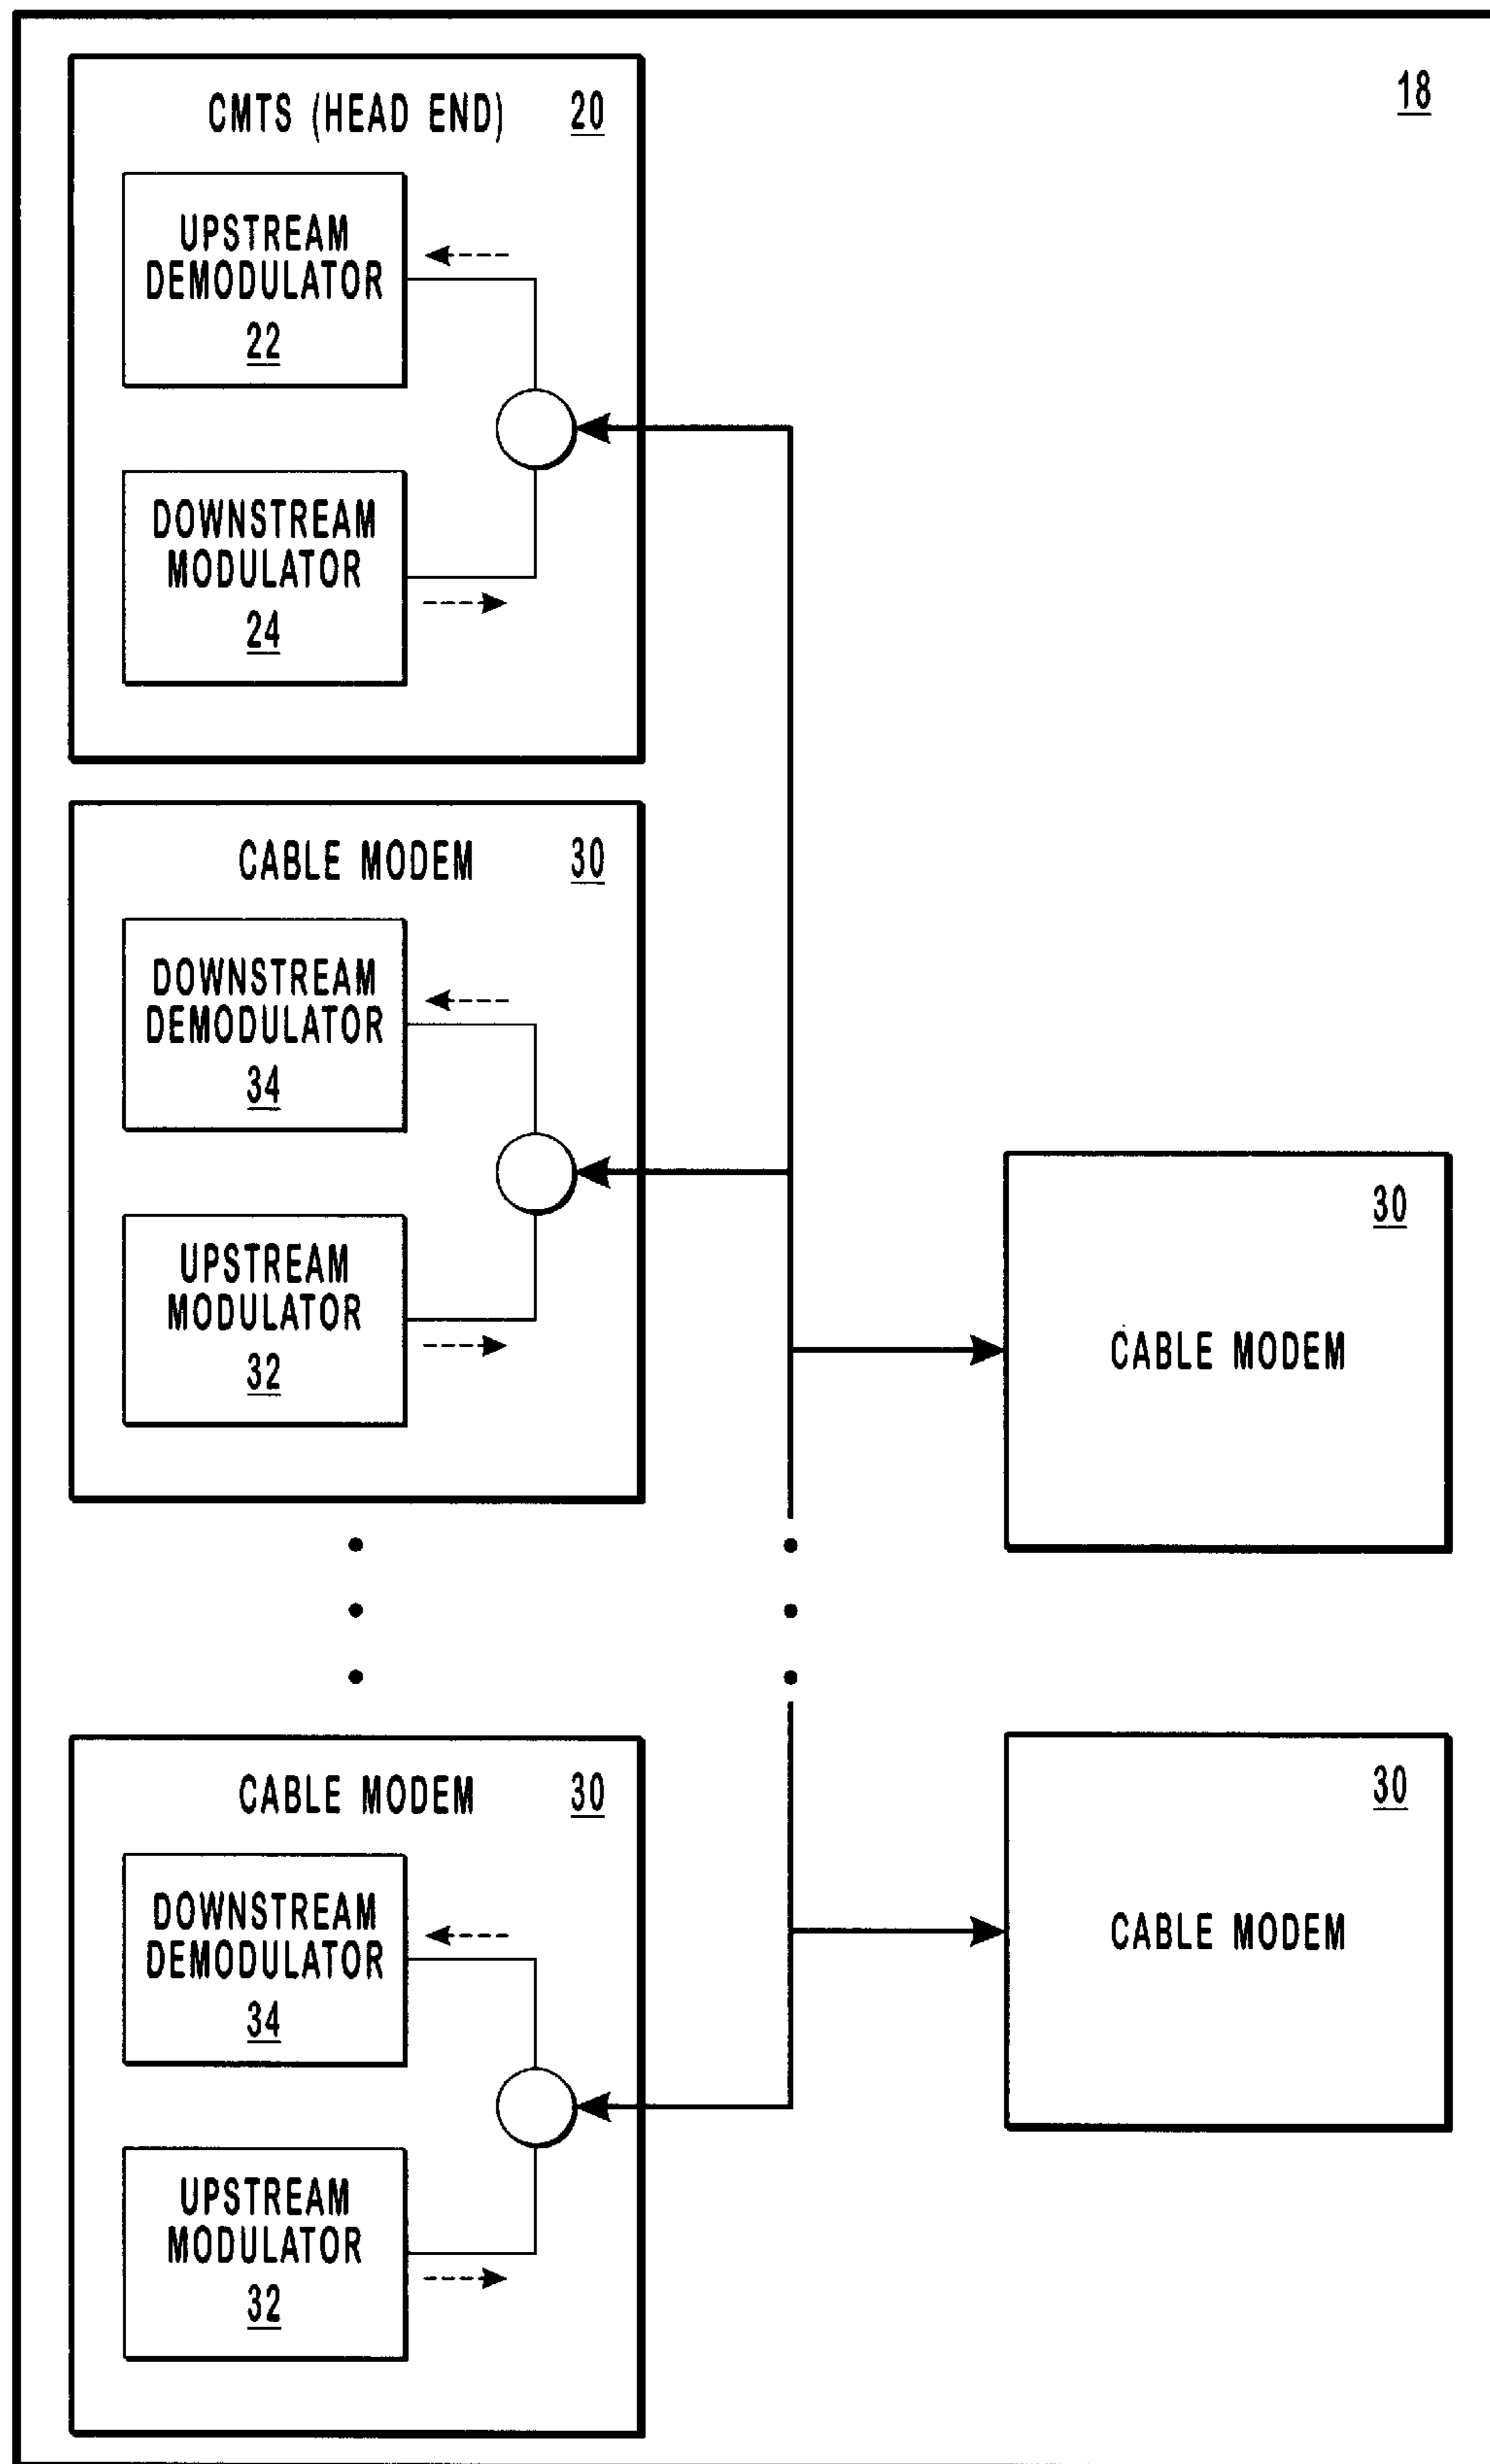 18
CMTS (HEAD END) 20
UPSTREAM
DEMODULATOR
22
DOWNSTREAM
MODULATOR
24
CABLE MODEM 30
DOWNSTREAM
DEMODULATOR
34
UPSTREAM
MODULATOR
32
30
CABLE MODEM
CABLE MODEM 30
DOWNSTREAM
DEMODULATOR
34
UPSTREAM
MODULATOR
32
30
CABLE MODEM